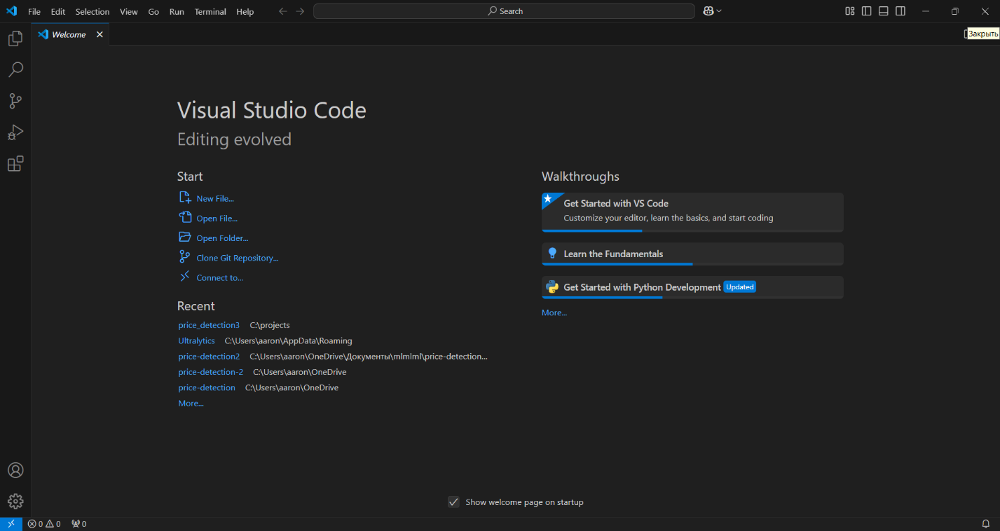 File Edit Selection View Go Run Terminal Help
Search
Welcome
Закрыть
Visual Studio Code
Editing evolved
Start
New File...
Open File...
Open Folder...
Clone Git Repository...
Connect to...
Recent
price_detection3 C:\projects
Ultralytics C:\Users\aaron\AppData\Roaming
price-detection2 C:\Users\aaron\OneDrive\Документы\mlmlml\price-detection...
price-detection-2 C:\Users\aaron\OneDrive
price-detection C:\Users\aaron\OneDrive
More...
Walkthroughs
Get Started with VS Code
Customize your editor, learn the basics, and start coding
Learn the Fundamentals
Get Started with Python Development Updated
More...
Show welcome page on startup
0 0 0